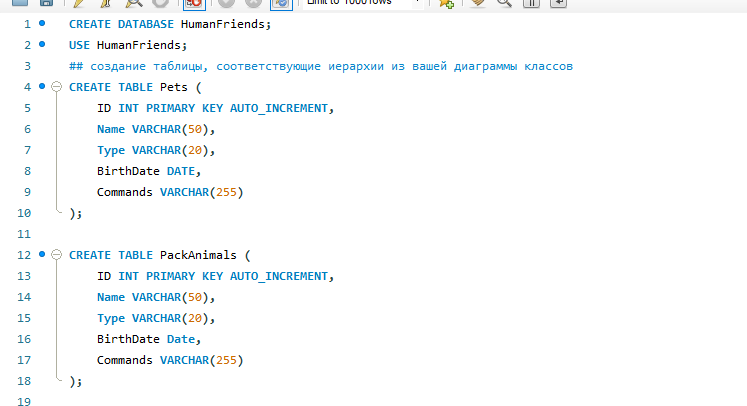 Limit to 1000 rows
1 CREATE DATABASE HumanFriends;
2 USE HumanFriends;
3 ## создание таблицы, соответствующие иерархии из вашей диаграммы классов
4 CREATE TABLE Pets (
5 ID INT PRIMARY KEY AUTO_INCREMENT,
6 Name VARCHAR(50),
7 Type VARCHAR(20),
8 BirthDate DATE,
9 Commands VARCHAR(255)
10 );
11
12 CREATE TABLE PackAnimals (
13 ID INT PRIMARY KEY AUTO_INCREMENT,
14 Name VARCHAR(50),
15 Type VARCHAR(20),
16 BirthDate Date,
17 Commands VARCHAR(255)
18 );
19